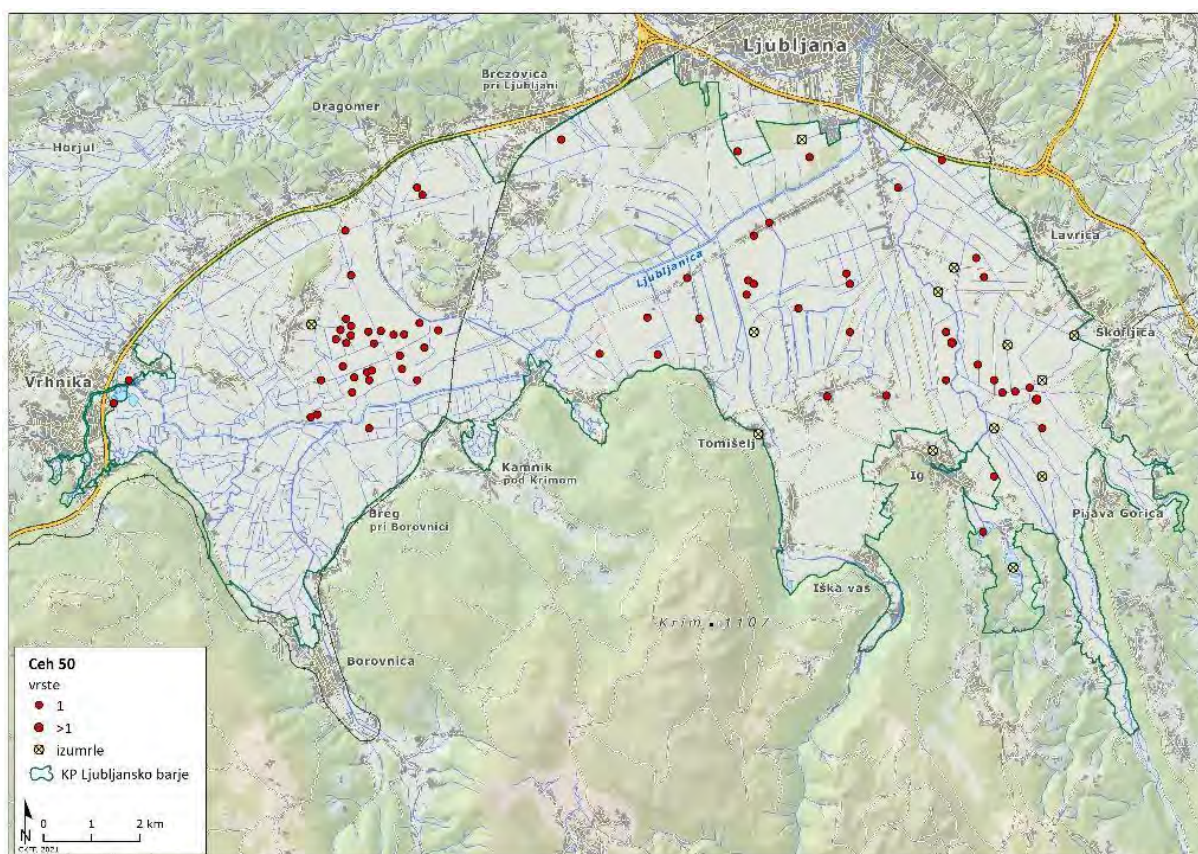 Ljubljana
Brezovica
pri Ljubljani
Dragomer
Horjul
Lavrica
Ljubljanica
Škofljica
Vrhnika
Tomišelj
Ig
Kamnik
pod Krimom
Breg
pri Borovnici
Pijava Gorica
Iška vas
Krim 1107
Borovnica
Ceh 50
vrste
1
>1
izumrle
KP Ljubljansko barje
N
0 1 2 km
CKFF, 2021